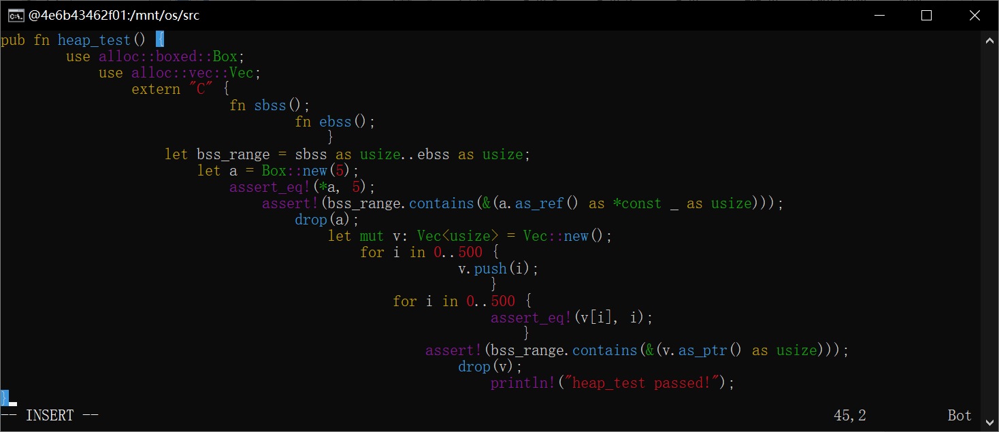 @4e6b43462f01:/mnt/os/src
pub fn heap_test() {
use alloc::boxed::Box;
use alloc::vec::Vec;
extern "C" {
fn sbss();
fn ebss();
}
let bss_range = sbss as usize..ebss as usize;
let a = Box::new(5);
assert_eq!(*a, 5);
assert!(bss_range.contains(&(a.as_ref() as *const _ as usize)));
drop(a);
let mut v: Vec<usize> = Vec::new();
for i in 0..500 {
v.push(i);
}
for i in 0..500 {
assert_eq!(v[i], i);
}
assert!(bss_range.contains(&(v.as_ptr() as usize)));
drop(v);
println!("heap_test passed!");
}
-- INSERT -- 45,2 Bot